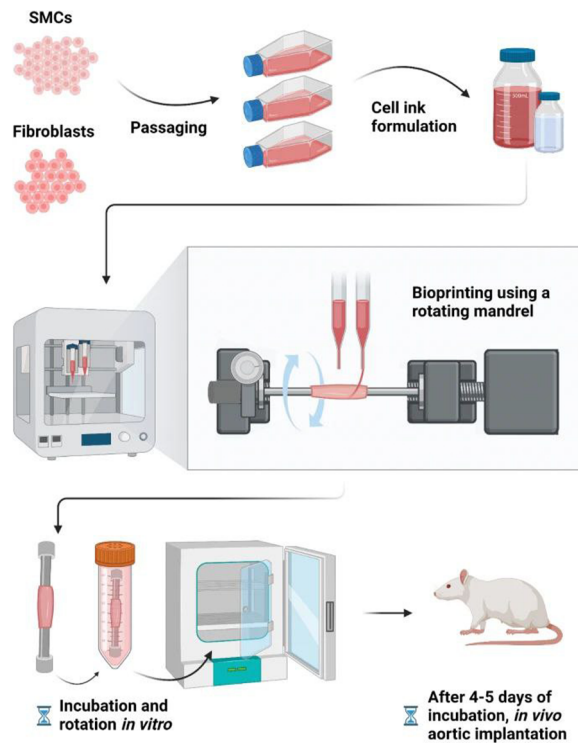 SMCs
Passaging
Cell ink
formulation
Fibroblasts
Bioprinting using a
rotating mandrel
Incubation and
rotation in vitro
After 4-5 days of
incubation, in vivo
aortic implantation